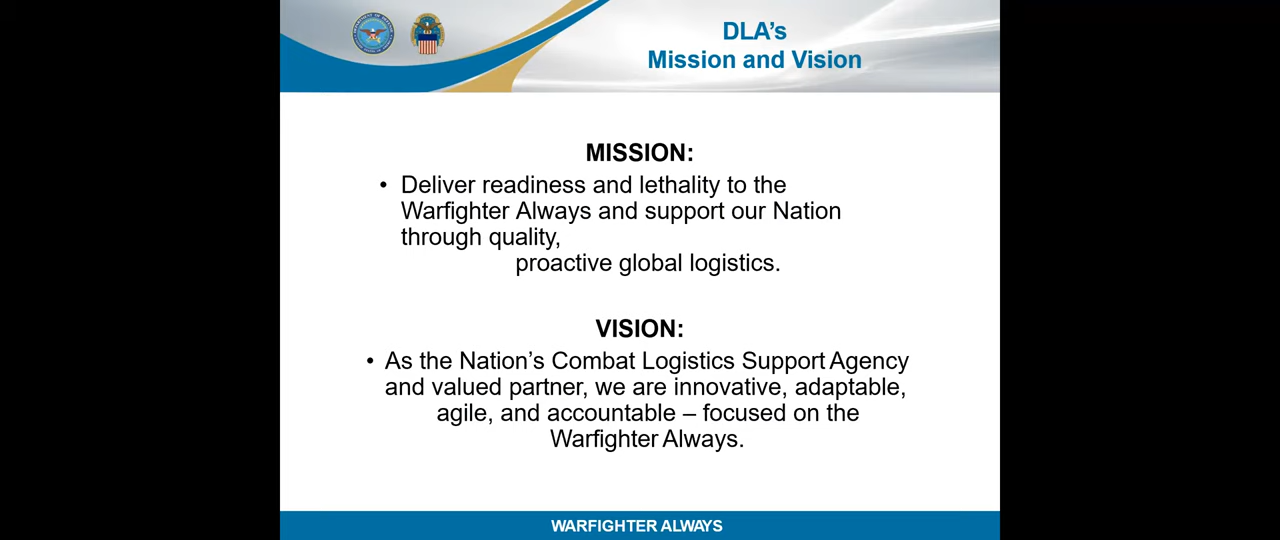 DLA’s
Mission and Vision
MISSION:
• Deliver readiness and lethality to the
Warfighter Always and support our Nation
through quality,
proactive global logistics.
VISION:
• As the Nation’s Combat Logistics Support Agency
and valued partner, we are innovative, adaptable,
agile, and accountable – focused on the
Warfighter Always.
WARFIGHTER ALWAYS